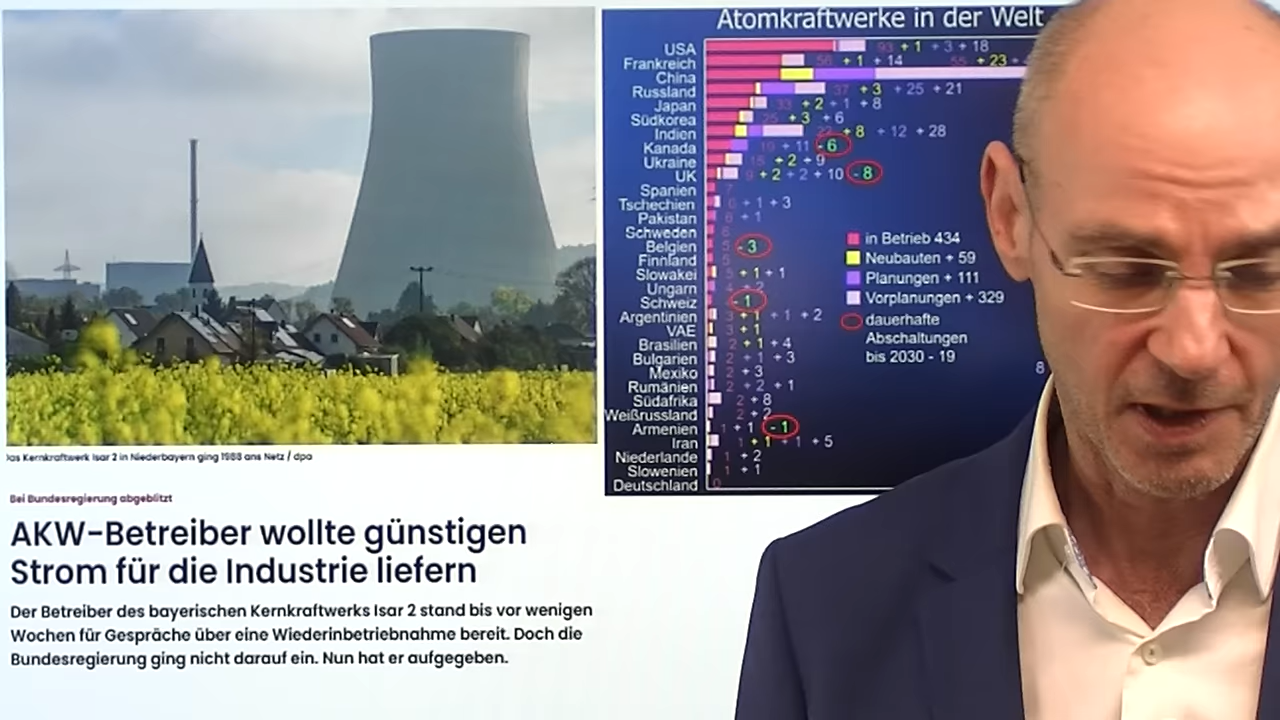 Das Kernkraftwerk Isar 2 in Niederbayern ging 1988 ans Netz / dpa
Bei Bundesregierung abgeblitzt
AKW-Betreiber wollte günstigen
Strom für die Industrie liefern
Der Betreiber des bayerischen Kernkraftwerks Isar 2 stand bis vor wenigen
Wochen für Gespräche über eine Wiederinbetriebnahme bereit. Doch die
Bundesregierung ging nicht darauf ein. Nun hat er aufgegeben.
Atomkraftwerke in der Welt
USA 93 + 1 + 3 + 18
Frankreich 56 + 1 + 14
China 55 + 23 +
Russland 37 + 3 + 25 + 21
Japan 33 + 2 + 1 + 8
Südkorea 25 + 3 + 6
Indien 22 + 8 + 12 + 28
Kanada 19 + 11 - 6
Ukraine 15 + 2 + 9
UK 9 + 2 + 2 + 10 - 8
Spanien 7
Tschechien 6 + 1 + 3
Pakistan 6 + 1
Schweden 6
Belgien 5 - 3
Finnland 5
Slowakei 5 + 1 + 1
Ungarn 4 + 2
Schweiz - 1
Argentinien 3 + 1 + 2
VAE 3 + 1
Brasilien 2 + 1 + 4
Bulgarien 2 + 1 + 3
Mexiko 2 + 3
Rumänien 2 + 2 + 1
Südafrika 2 + 8
Weißrussland 2 + 2
Armenien 1 + 1 - 1
Iran 1 + 1 + 1 + 5
Niederlande 1 + 2
Slowenien 1 + 1
Deutschland 0
in Betrieb 434
Neubauten + 59
Planungen + 111
Vorplanungen + 329
dauerhafte
Abschaltungen
bis 2030 - 19
8